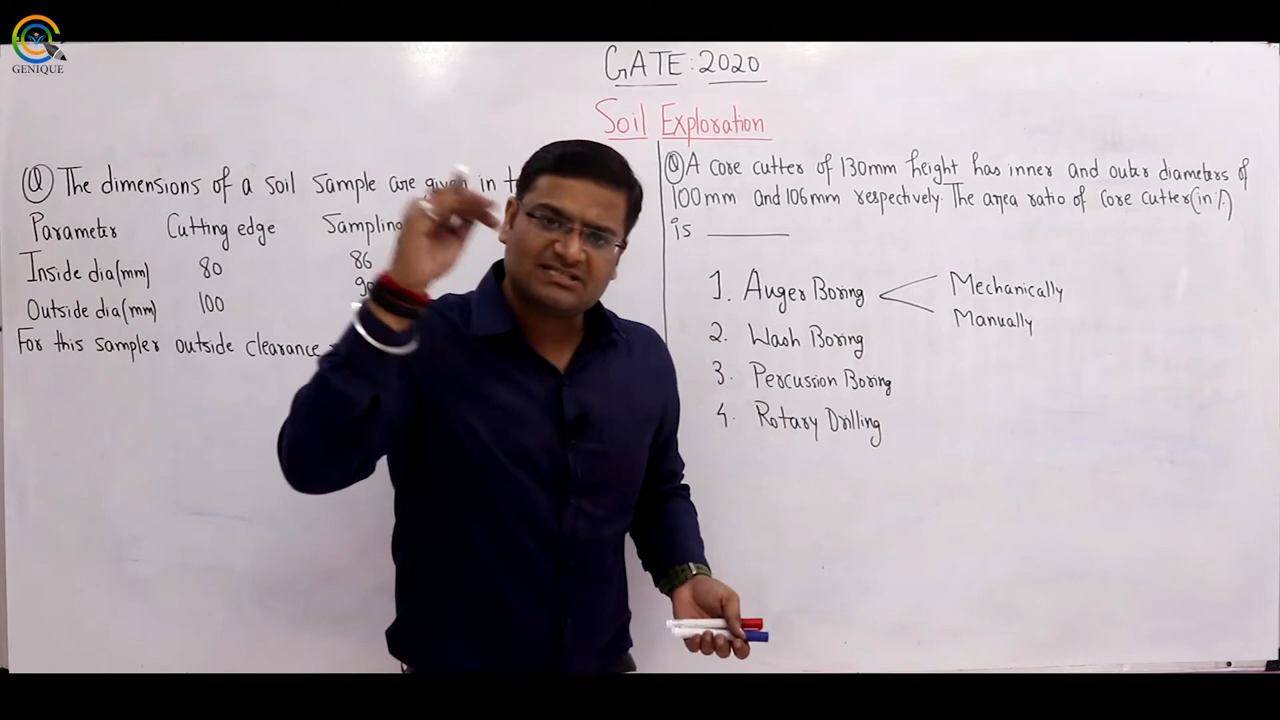 GENIQUE
GATE: 2020
Soil Exploration
Q The dimensions of a soil sample are given in
Parameter Cutting edge Sampling
Inside dia(mm) 80 86
Outside dia(mm) 100 90
For this sampler outside clearance
Q A core cutter of 130mm height has inner and outer diameters of
100mm and 106mm respectively. The area ratio of core cutter (in %)
is ______
1. Auger Boring Mechanically
Manually
2. Wash Boring
3. Percussion Boring
4. Rotary Drilling